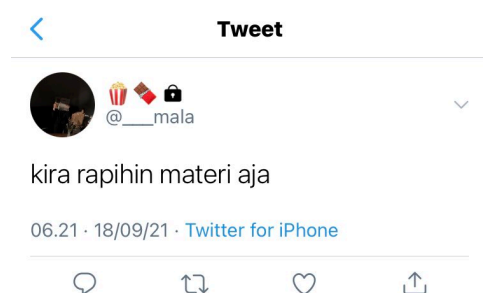 Tweet
🍿🍫🔒
@___mala
kira rapihin materi aja
06.21 · 18/09/21 · Twitter for iPhone